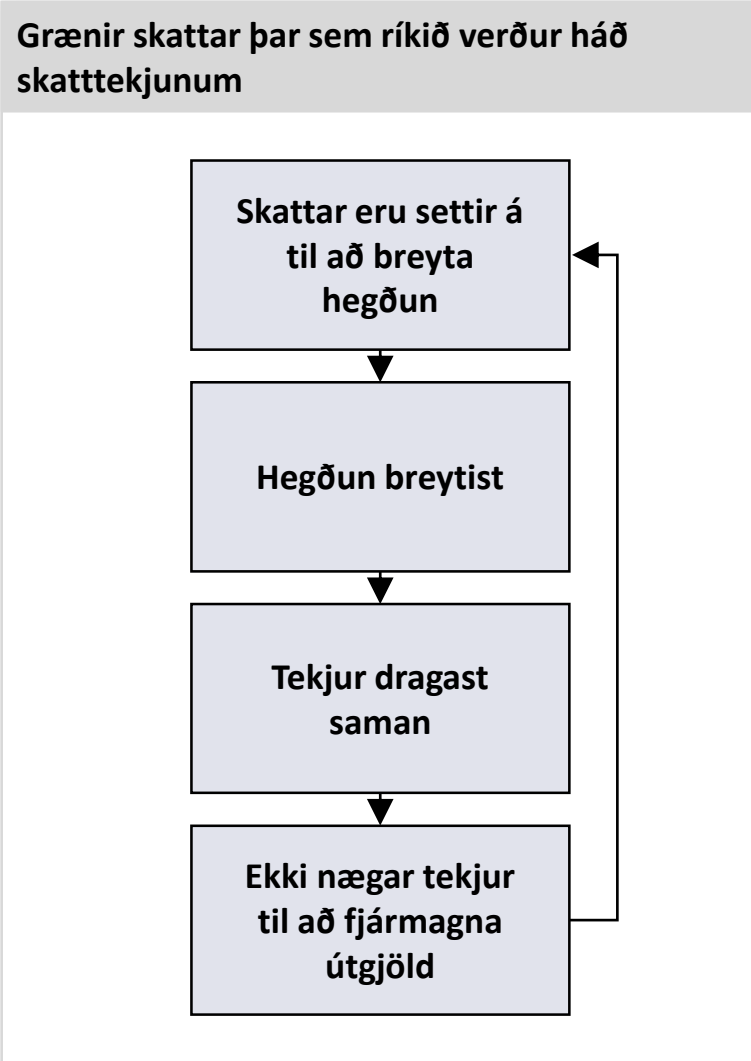 Grænir skattar þar sem ríkið verður háð
skatttekjunum
Skattar eru settir á
til að breyta
hegðun
Hegðun breytist
Tekjur dragast
saman
Ekki nægar tekjur
til að fjármagna
útgjöld